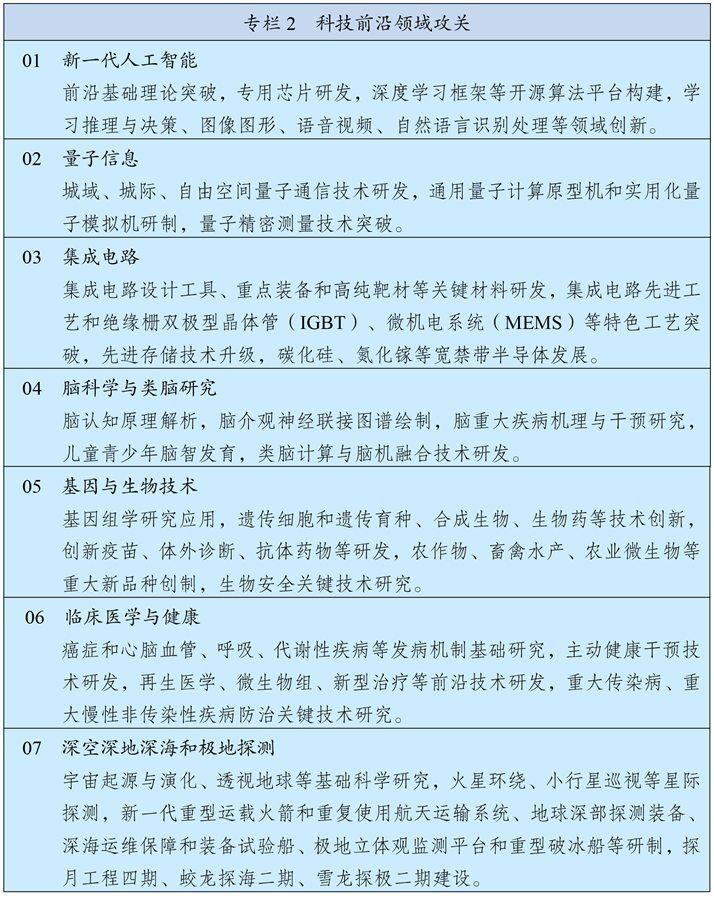 专栏2 科技前沿领域攻关
01 新一代人工智能
前沿基础理论突破，专用芯片研发，深度学习框架等开源算法平台构建，学
习推理与决策、图像图形、语音视频、自然语言识别处理等领域创新。
02 量子信息
城域、城际、自由空间量子通信技术研发，通用量子计算原型机和实用化量
子模拟机研制，量子精密测量技术突破。
03 集成电路
集成电路设计工具、重点装备和高纯靶材等关键材料研发，集成电路先进工
艺和绝缘栅双极型晶体管（IGBT）、微机电系统（MEMS）等特色工艺突
破，先进存储技术升级，碳化硅、氮化镓等宽禁带半导体发展。
04 脑科学与类脑研究
脑认知原理解析，脑介观神经联接图谱绘制，脑重大疾病机理与干预研究，
儿童青少年脑智发育，类脑计算与脑机融合技术研发。
05 基因与生物技术
基因组学研究应用，遗传细胞和遗传育种、合成生物、生物药等技术创新，
创新疫苗、体外诊断、抗体药物等研发，农作物、畜禽水产、农业微生物等
重大新品种创制，生物安全关键技术研究。
06 临床医学与健康
癌症和心脑血管、呼吸、代谢性疾病等发病机制基础研究，主动健康干预技
术研发，再生医学、微生物组、新型治疗等前沿技术研发，重大传染病、重
大慢性非传染性疾病防治关键技术研究。
07 深空深地深海和极地探测
宇宙起源与演化、透视地球等基础科学研究，火星环绕、小行星巡视等星际
探测，新一代重型运载火箭和重复使用航天运输系统、地球深部探测装备、
深海运维保障和装备试验船、极地立体观监测平台和重型破冰船等研制，探
月工程四期、蛟龙探海二期、雪龙探极二期建设。